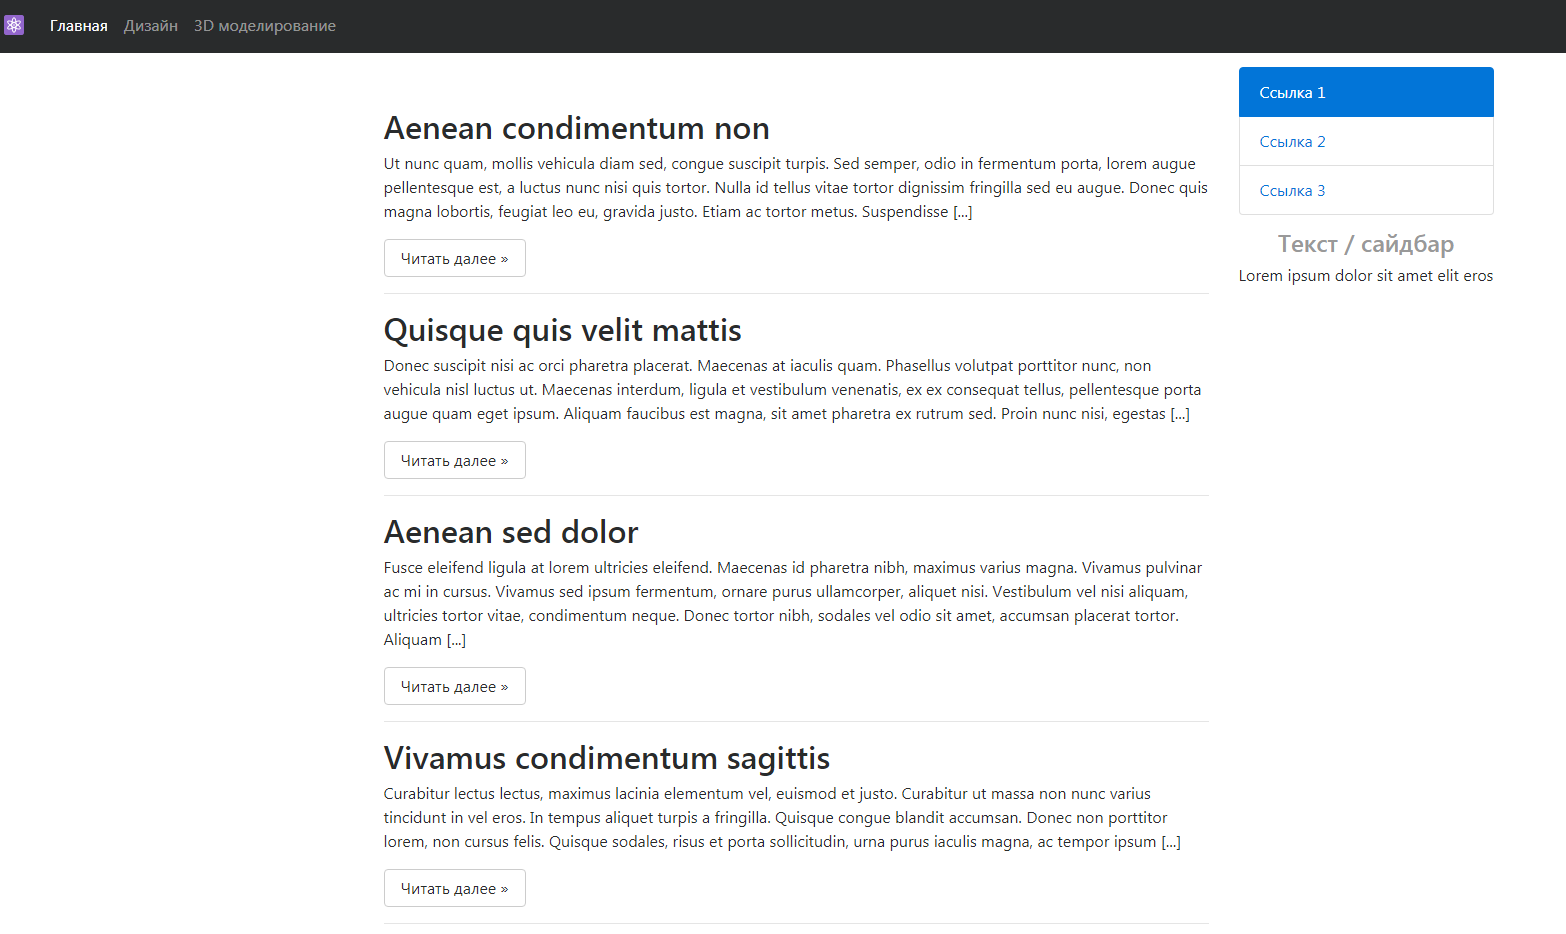 Главная Дизайн 3D моделирование
Aenean condimentum non
Ut nunc quam, mollis vehicula diam sed, congue suscipit turpis. Sed semper, odio in fermentum porta, lorem augue
pellentesque est, a luctus nunc nisi quis tortor. Nulla id tellus vitae tortor dignissim fringilla sed eu augue. Donec quis
magna lobortis, feugiat leo eu, gravida justo. Etiam ac tortor metus. Suspendisse [...]
Читать далее »
Quisque quis velit mattis
Donec suscipit nisi ac orci pharetra placerat. Maecenas at iaculis quam. Phasellus volutpat porttitor nunc, non
vehicula nisl luctus ut. Maecenas interdum, ligula et vestibulum venenatis, ex ex consequat tellus, pellentesque porta
augue quam eget ipsum. Aliquam faucibus est magna, sit amet pharetra ex rutrum sed. Proin nunc nisi, egestas [...]
Читать далее »
Aenean sed dolor
Fusce eleifend ligula at lorem ultricies eleifend. Maecenas id pharetra nibh, maximus varius magna. Vivamus pulvinar
ac mi in cursus. Vivamus sed ipsum fermentum, ornare purus ullamcorper, aliquet nisi. Vestibulum vel nisi aliquam,
ultricies tortor vitae, condimentum neque. Donec tortor nibh, sodales vel odio sit amet, accumsan placerat tortor.
Aliquam [...]
Читать далее »
Vivamus condimentum sagittis
Curabitur lectus lectus, maximus lacinia elementum vel, euismod et justo. Curabitur ut massa non nunc varius
tincidunt in vel eros. In tempus aliquet turpis a fringilla. Quisque congue blandit accumsan. Donec non porttitor
lorem, non cursus felis. Quisque sodales, risus et porta sollicitudin, urna purus iaculis magna, ac tempor ipsum [...]
Читать далее »
Ссылка 1
Ссылка 2
Ссылка 3
Текст / сайдбар
Lorem ipsum dolor sit amet elit eros